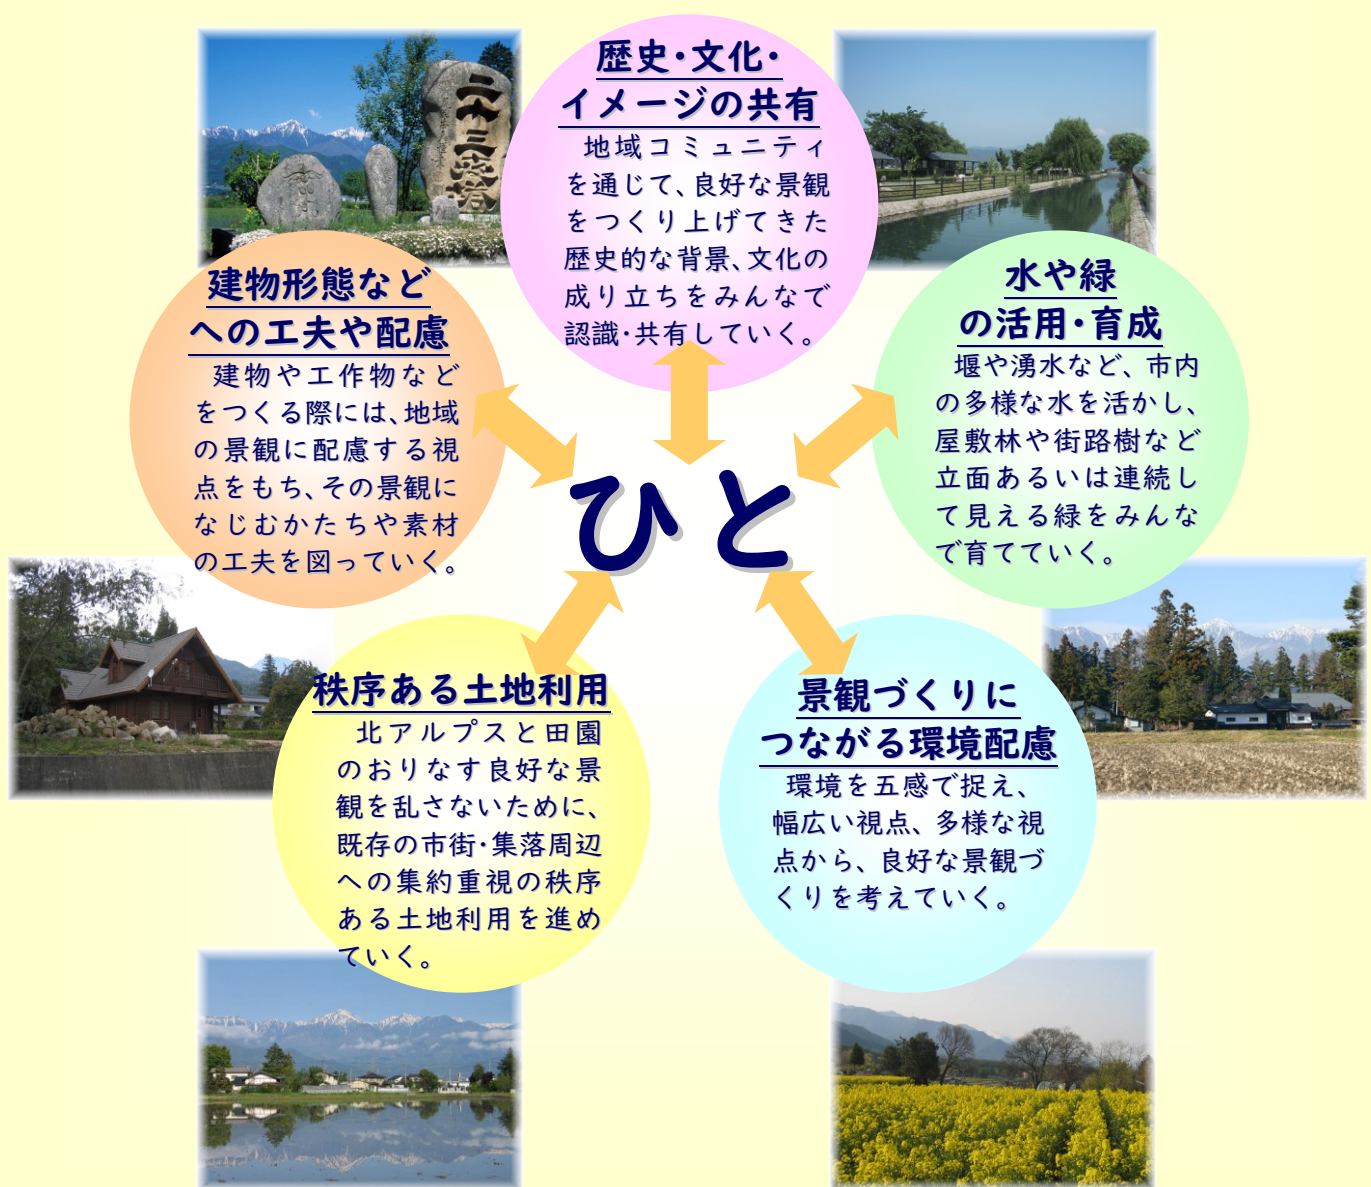 歴史・文化・
イメージの共有
地域コミュニティ
を通じて、良好な景観
をつくり上げてきた
歴史的な背景、文化の
成り立ちをみんなで
認識・共有していく。
二十三夜塔
建物形態など
への工夫や配慮
建物や工作物など
をつくる際には、地域
の景観に配慮する視
点をもち、その景観に
なじむかたちや素材
の工夫を図っていく。
水や緑
の活用・育成
堰や湧水など、市内
の多様な水を活かし、
屋敷林や街路樹など
立面あるいは連続し
て見える緑をみんな
で育てていく。
ひと
秩序ある土地利用
北アルプスと田園
のおりなす良好な景
観を乱さないために、
既存の市街・集落周辺
への集約重視の秩序
ある土地利用を進め
ていく。
景観づくりに
つながる環境配慮
環境を五感で捉え、
幅広い視点、多様な視
点から、良好な景観づ
くりを考えていく。